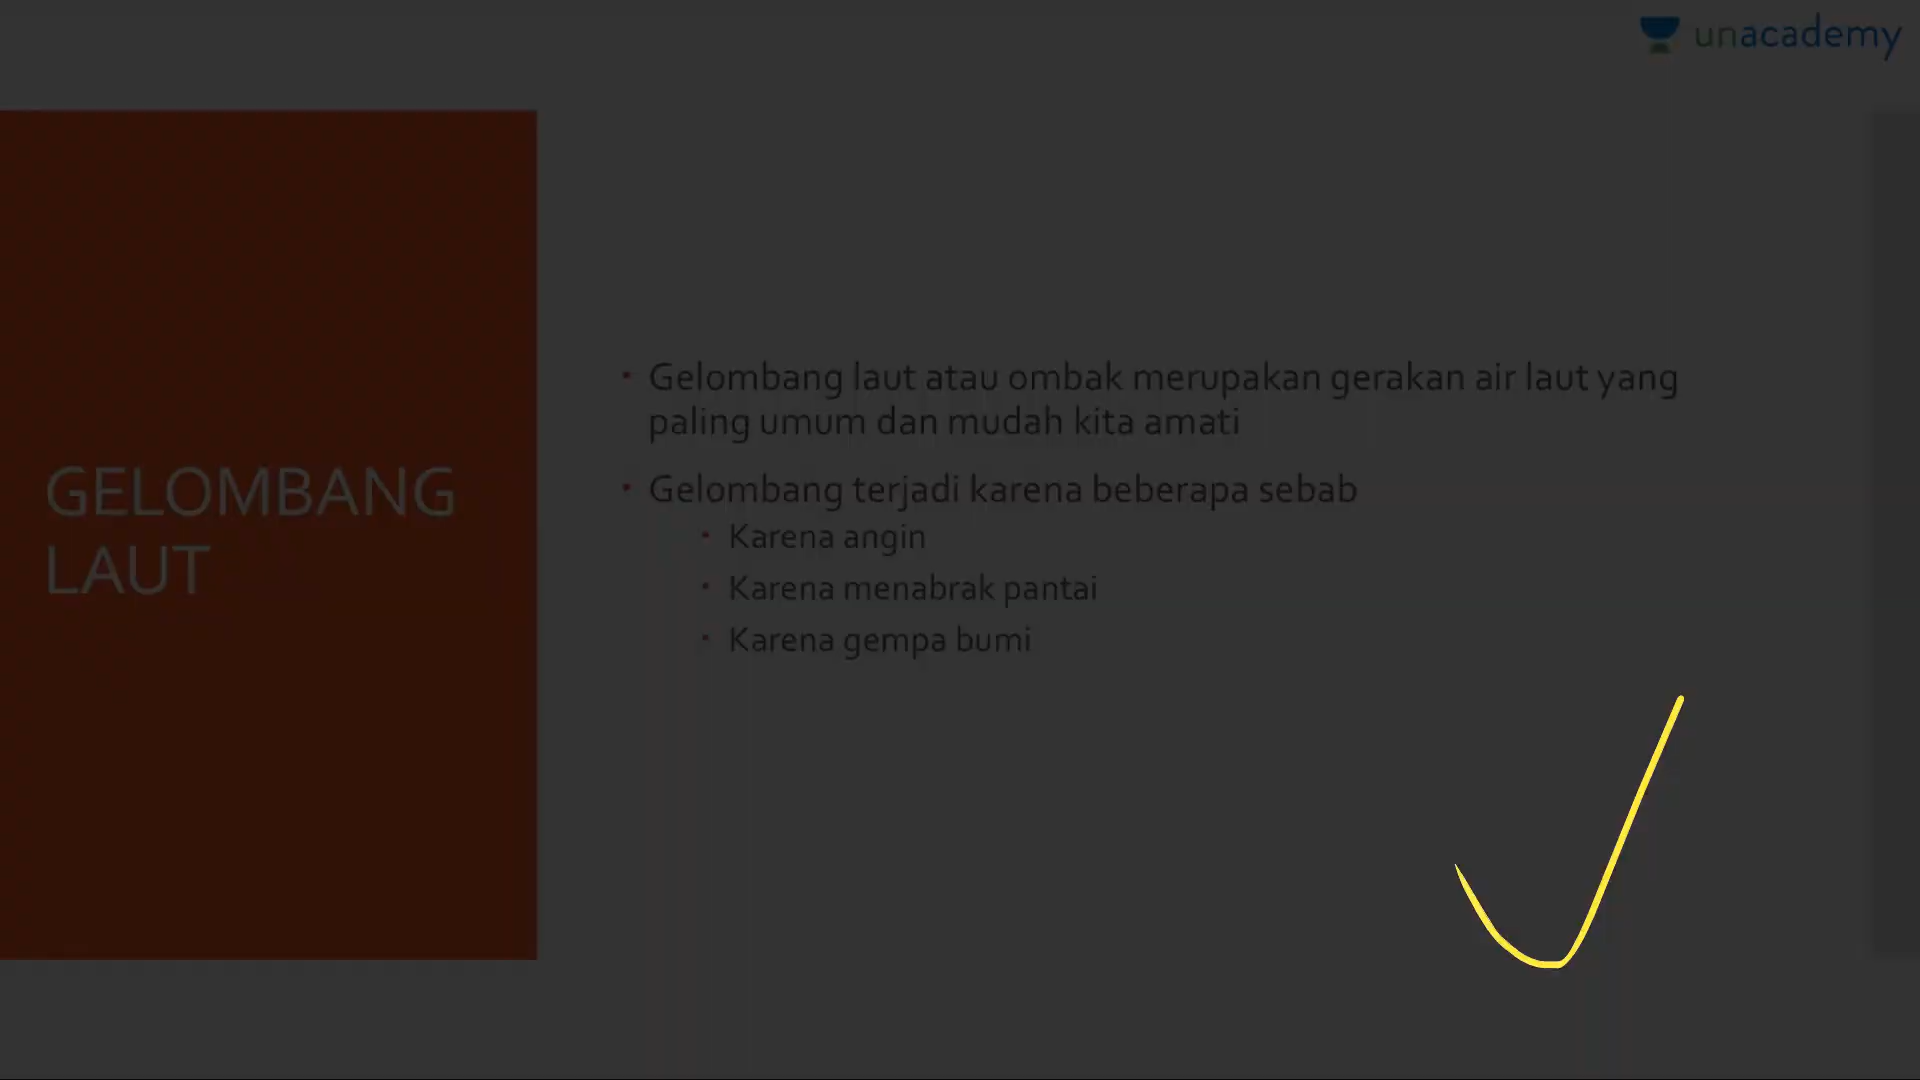 unacademy
GELOMBANG
LAUT
Gelombang laut atau ombak merupakan gerakan air laut yang
paling umum dan mudah kita amati
Gelombang terjadi karena beberapa sebab
Karena angin
Karena menabrak pantai
Karena gempa bumi